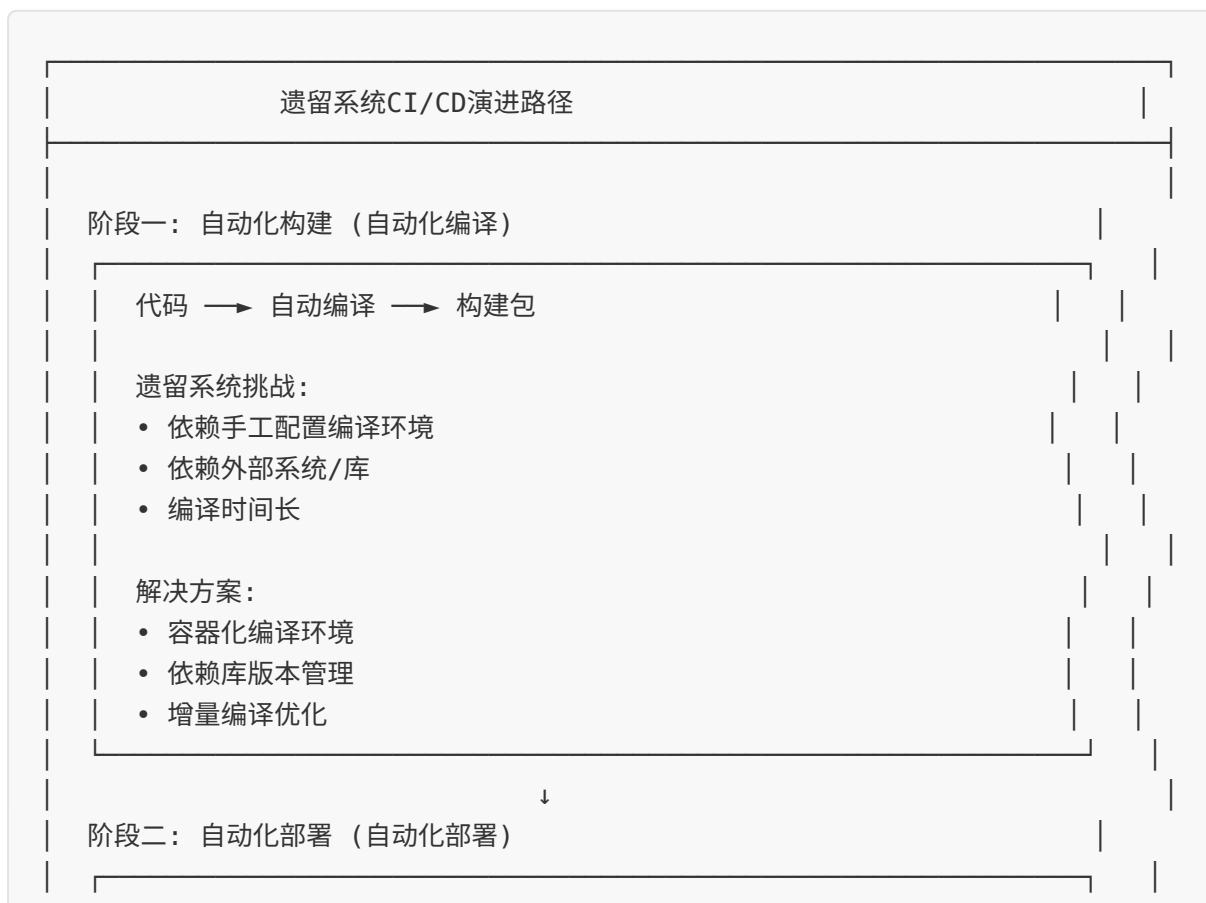 遗留系统CI/CD演进路径
阶段一: 自动化构建 (自动化编译)
代码 ──► 自动编译 ──► 构建包
遗留系统挑战:
• 依赖手工配置编译环境
• 依赖外部系统/库
• 编译时间长
解决方案:
• 容器化编译环境
• 依赖库版本管理
• 增量编译优化
↓
阶段二: 自动化部署 (自动化部署)